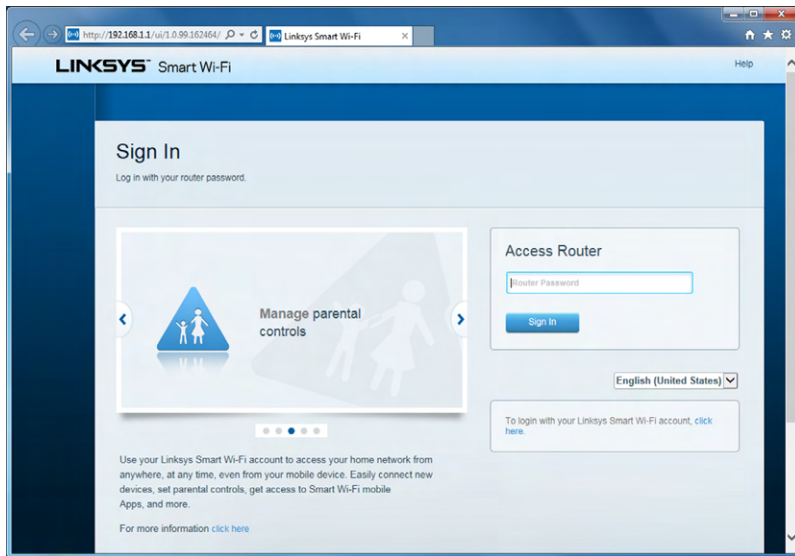 http://192.168.1.1/ui/1.0.99.162464/
Linksys Smart Wi-Fi
LINKSYS™ Smart Wi-Fi
Help
Sign In
Log in with your router password.
Manage parental
controls
Access Router
Router Password
Sign In
English (United States)
To login with your Linksys Smart Wi-Fi account, click
here.
Use your Linksys Smart Wi-Fi account to access your home network from
anywhere, at any time, even from your mobile device. Easily connect new
devices, set parental controls, get access to Smart Wi-Fi mobile
Apps, and more.
For more information click here